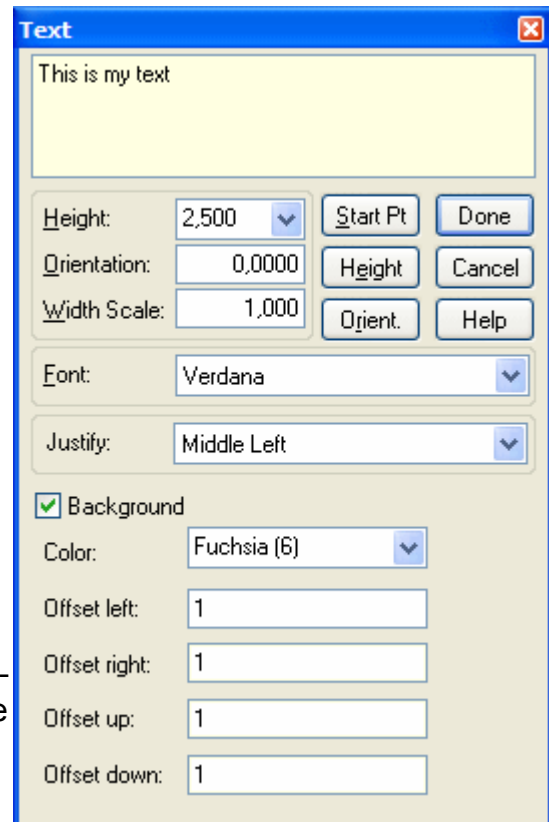 Text
This is my text
Height: 2,500 Start Pt Done
Orientation: 0,0000 Height Cancel
Width Scale: 1,000 Orient. Help
Font: Verdana
Justify: Middle Left
Background
Color: Fuchsia (6)
Offset left: 1
Offset right: 1
-
e
Offset up: 1
Offset down: 1